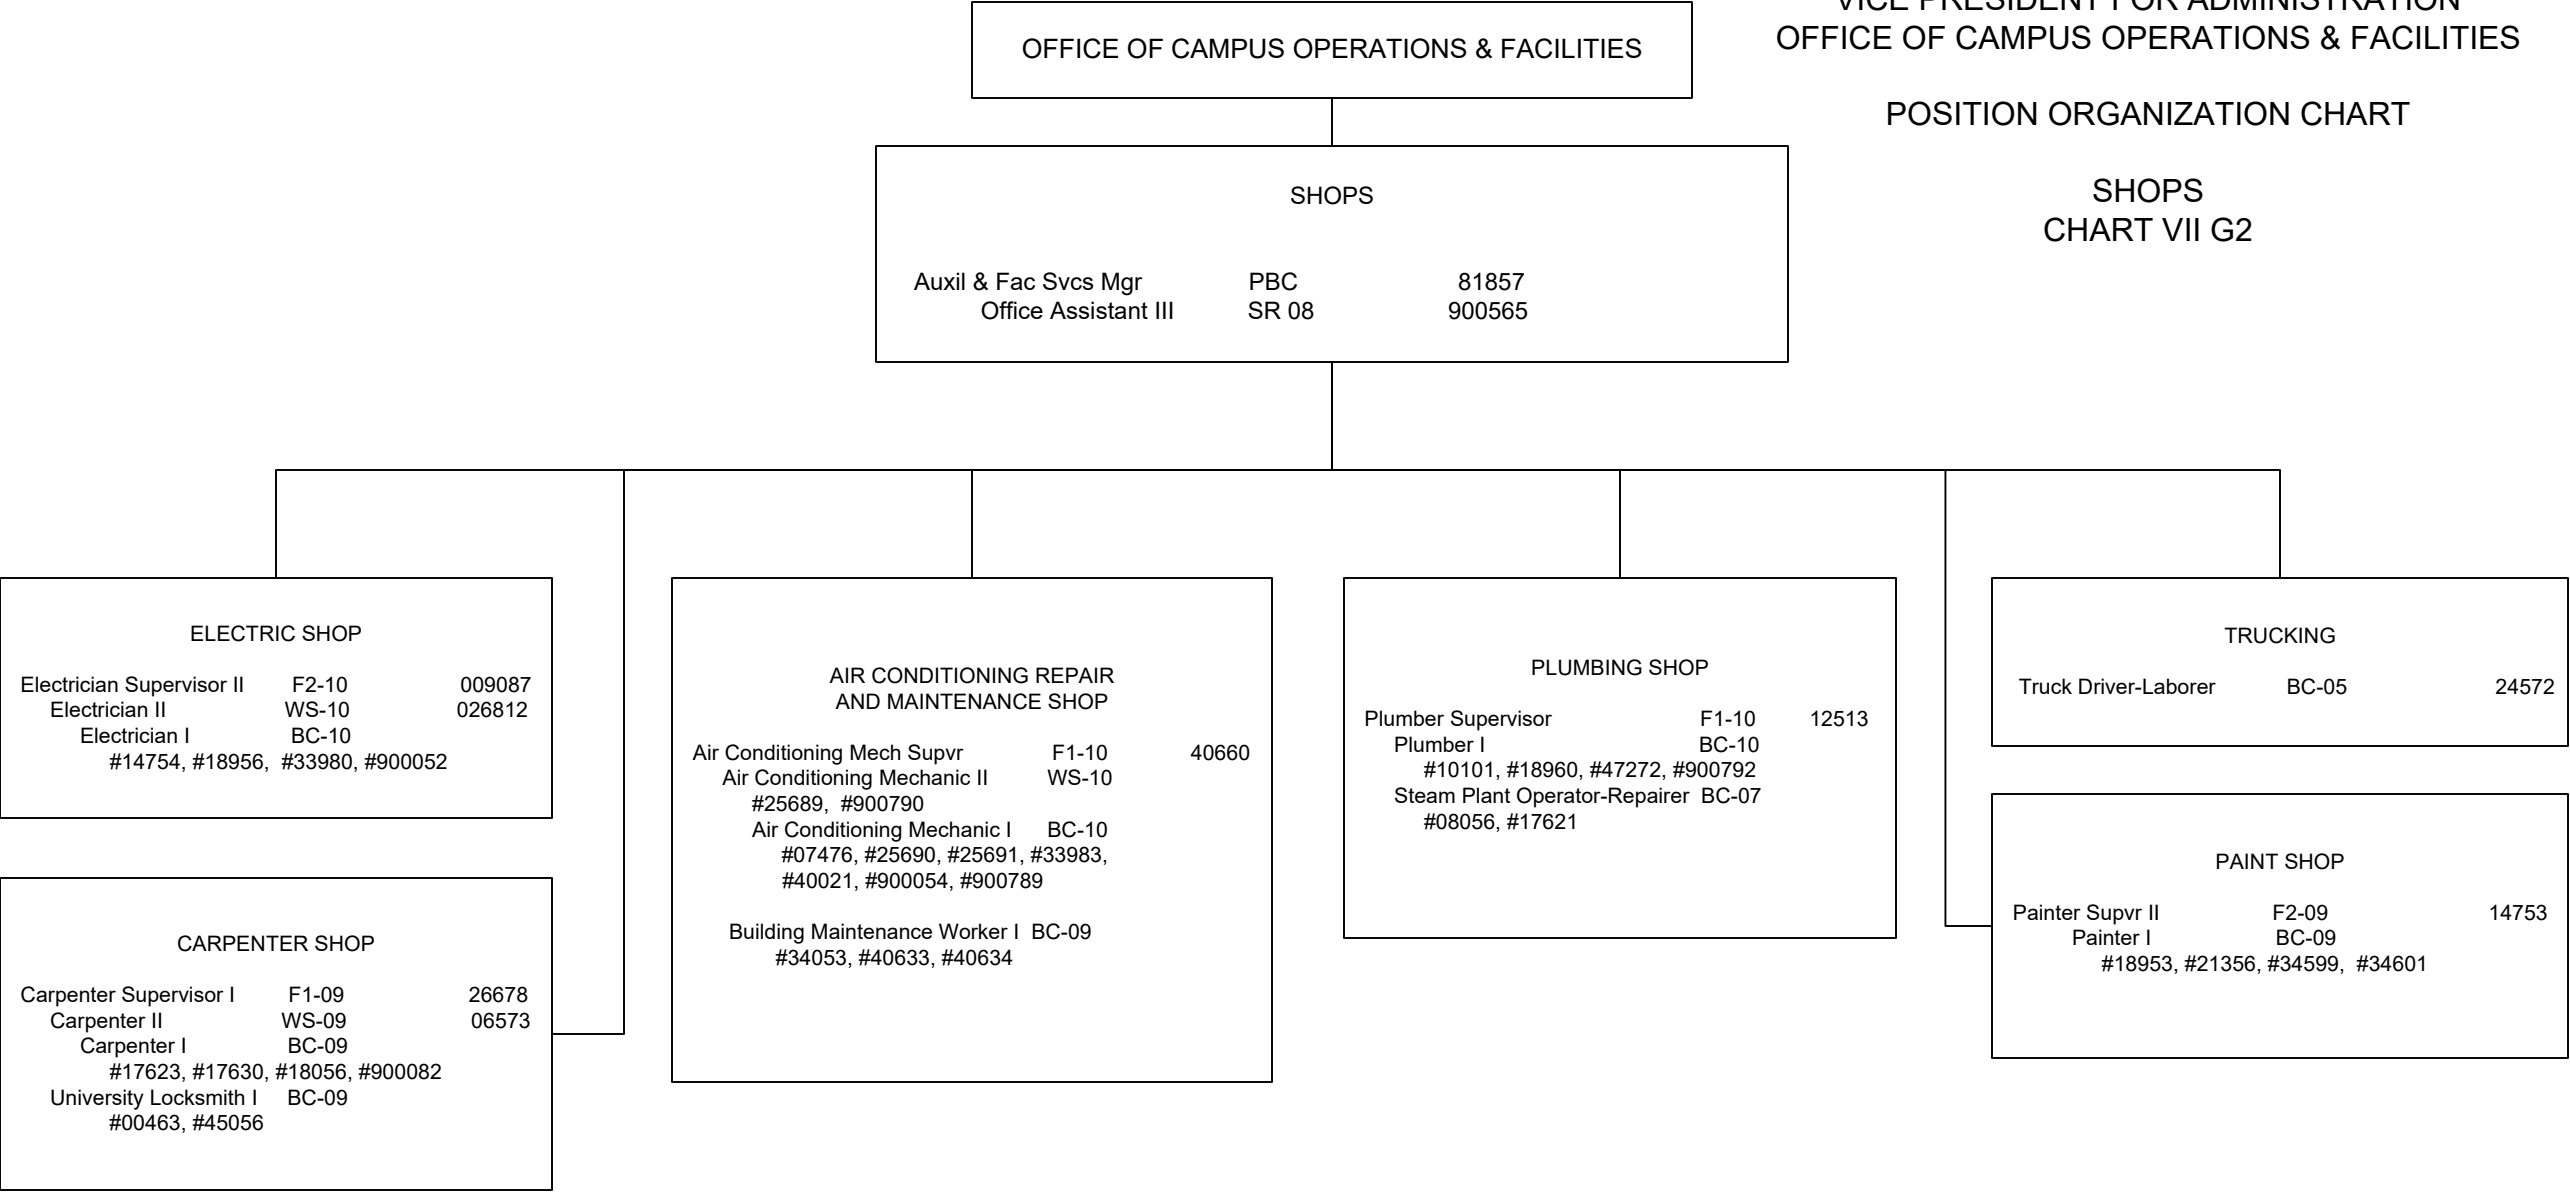 VICE PRESIDENT FOR ADMINISTRATION
OFFICE OF CAMPUS OPERATIONS & FACILITIES
POSITION ORGANIZATION CHART
SHOPS
CHART VII G2
OFFICE OF CAMPUS OPERATIONS & FACILITIES
SHOPS
Auxil & Fac Svcs Mgr PBC 81857
Office Assistant III SR 08 900565
ELECTRIC SHOP
Electrician Supervisor II F2-10 009087
Electrician II WS-10 026812
Electrician I BC-10
#14754, #18956, #33980, #900052
CARPENTER SHOP
Carpenter Supervisor I F1-09 26678
Carpenter II WS-09 06573
Carpenter I BC-09
#17623, #17630, #18056, #900082
University Locksmith I BC-09
#00463, #45056
AIR CONDITIONING REPAIR
AND MAINTENANCE SHOP
Air Conditioning Mech Supvr F1-10 40660
Air Conditioning Mechanic II WS-10
#25689, #900790
Air Conditioning Mechanic I BC-10
#07476, #25690, #25691, #33983,
#40021, #900054, #900789
Building Maintenance Worker I BC-09
#34053, #40633, #40634
PLUMBING SHOP
Plumber Supervisor F1-10 12513
Plumber I BC-10
#10101, #18960, #47272, #900792
Steam Plant Operator-Repairer BC-07
#08056, #17621
TRUCKING
Truck Driver-Laborer BC-05 24572
PAINT SHOP
Painter Supvr II F2-09 14753
Painter I BC-09
#18953, #21356, #34599, #34601